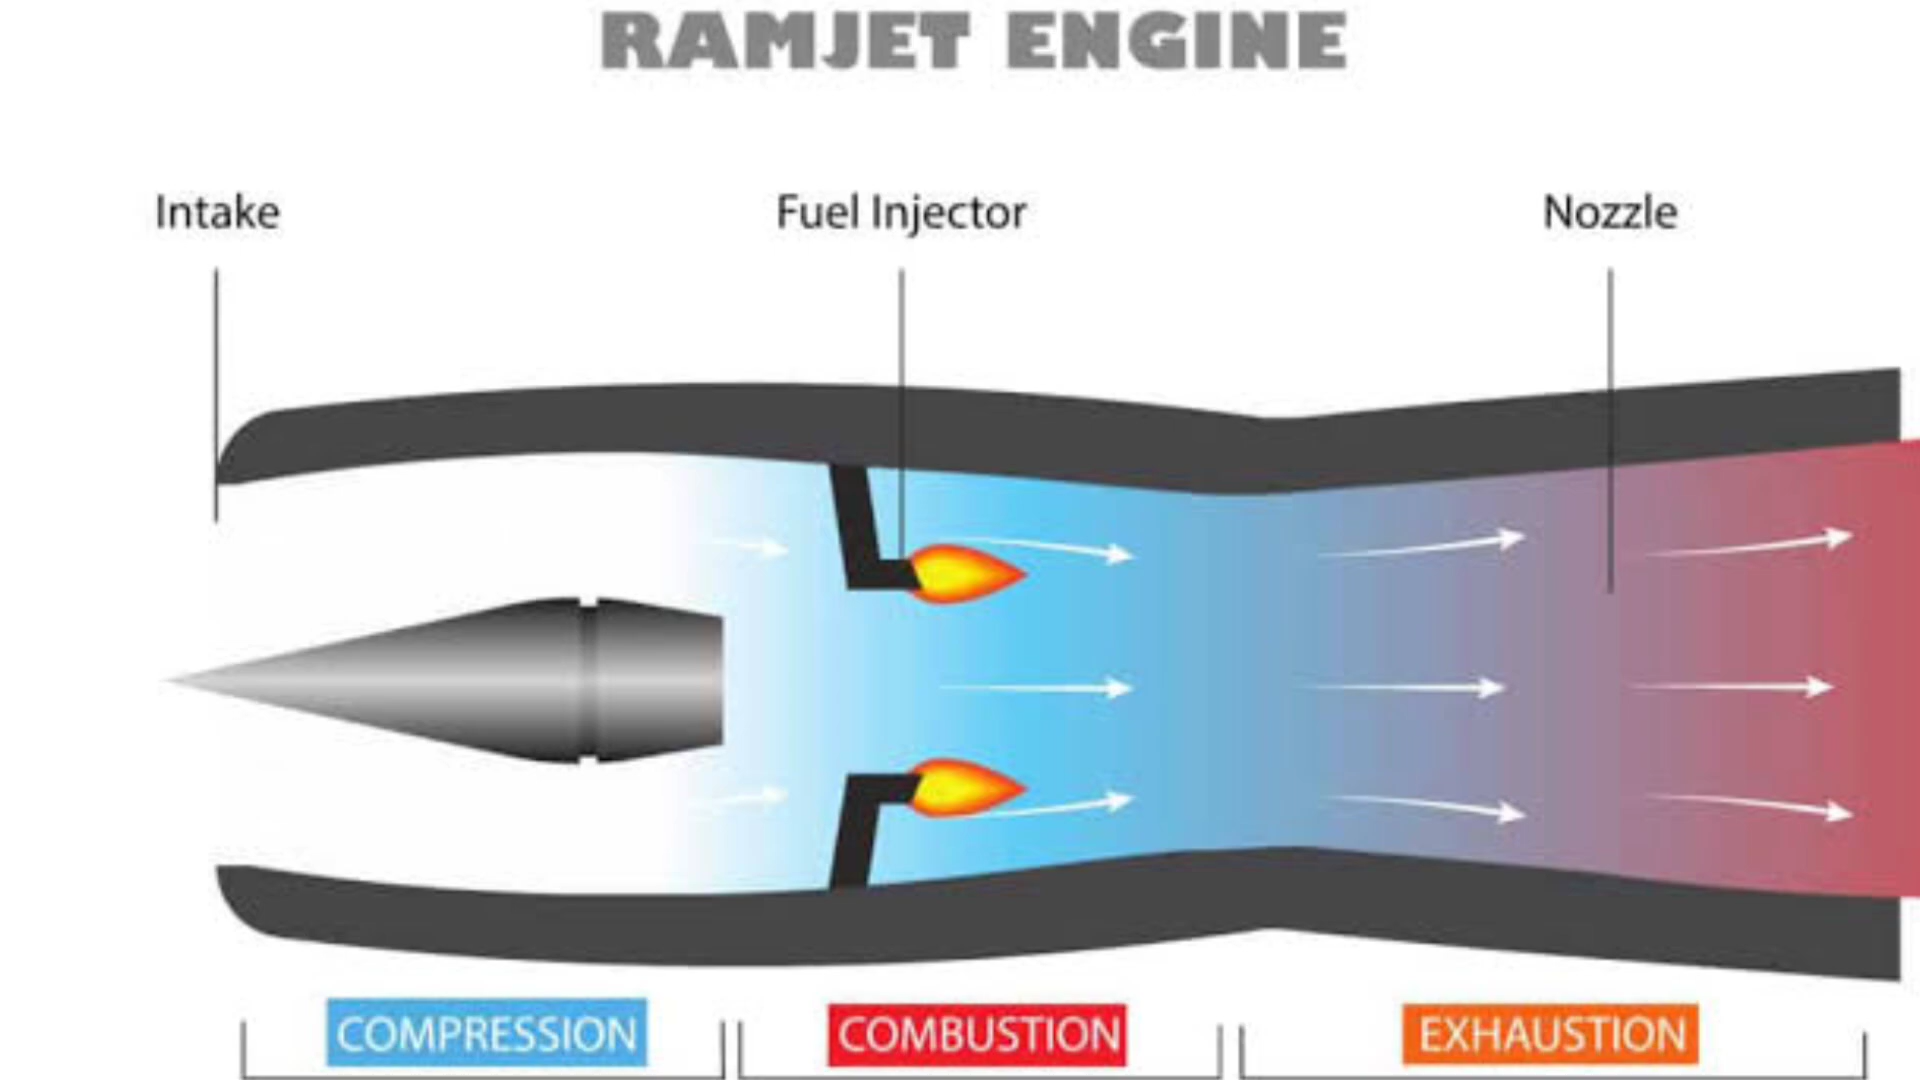 RAMJET ENGINE
Intake
Fuel Injector
Nozzle
COMPRESSION
COMBUSTION
EXHAUSTION